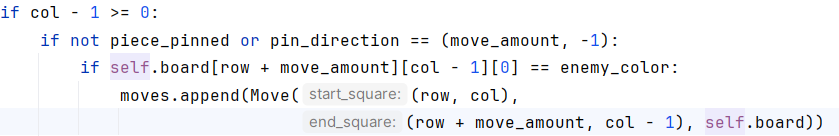 if col - 1 >= 0:
if not piece_pinned or pin_direction == (move_amount, -1):
if self.board[row + move_amount][col - 1][0] == enemy_color:
moves.append(Move( start_square: (row, col),
end_square: (row + move_amount, col - 1), self.board))